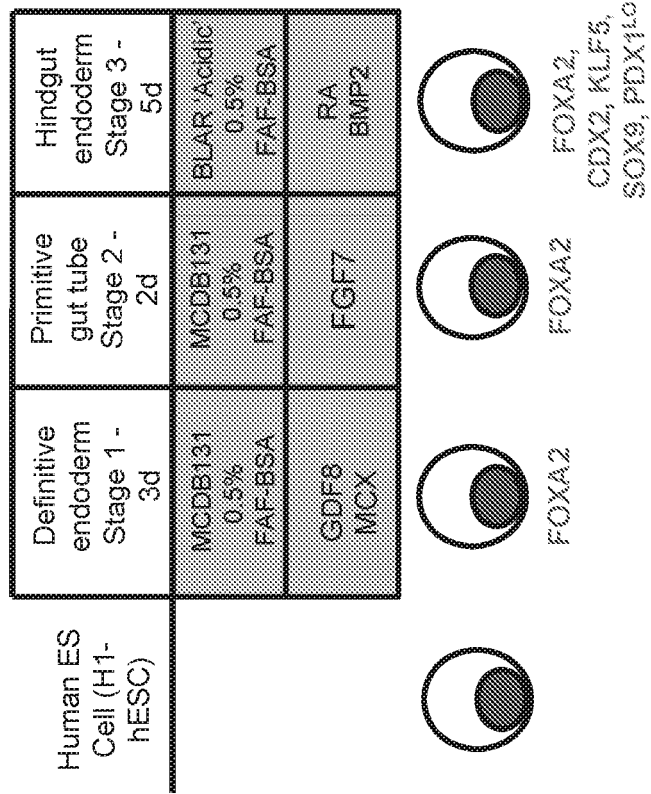 Human ES
Cell (H1-
hESC)
Definitive
endoderm
Stage 1 -
3d
Primitive
gut tube
Stage 2 -
2d
Hindgut
endoderm
Stage 3 -
5d
MCDB131
0.5%
FAF-BSA
MCDB131
0.5%
FAF-BSA
BLAR 'Acidic'
0.5%
FAF-BSA
GDF8
MCX
FGF7
RA
BMP2
FOXA2
FOXA2
FOXA2,
CDX2, KLF5,
SOX9, PDX1LO